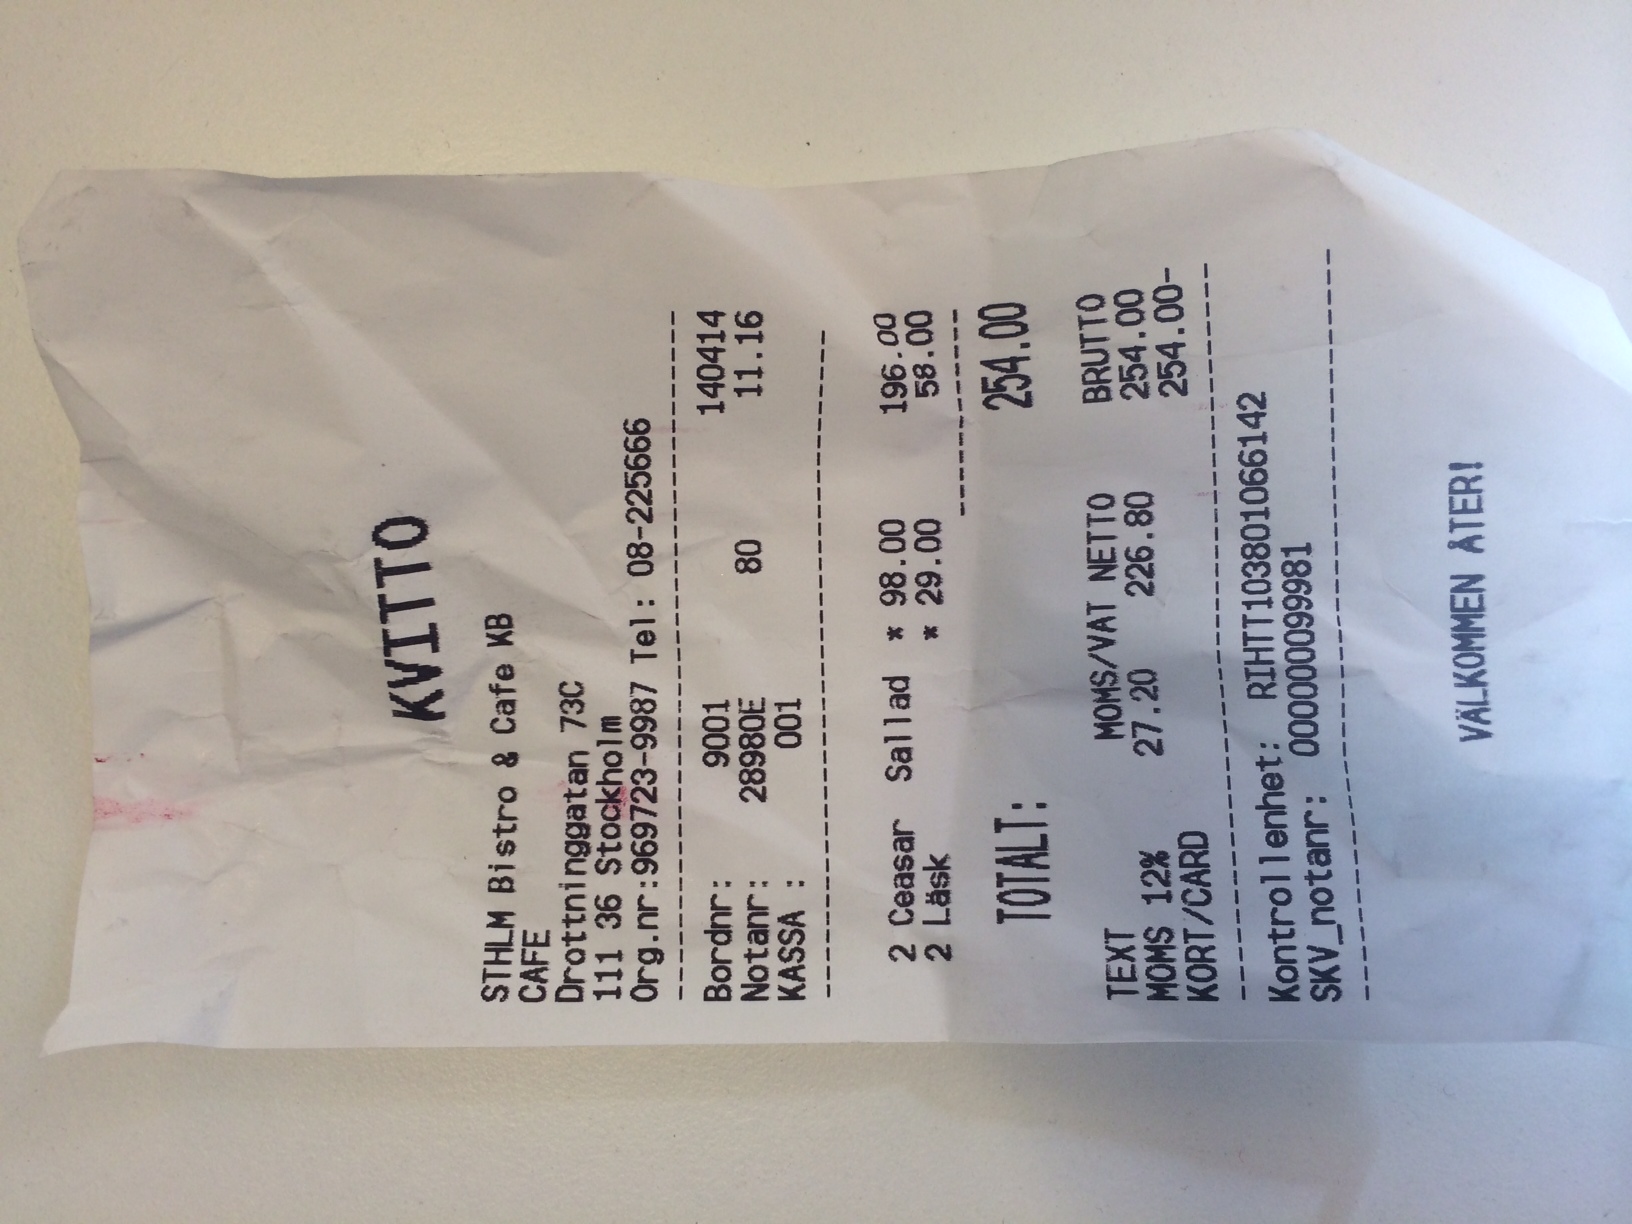 KVITTO
STHLM Bistro & Cafe KB
CAFE
Drottninggatan 73C
111 36 Stockholm
Org.nr:969723-9987 Tel: 08-225666
Bordnr: 9001 140414
Notanr: 28980E 80 11.16
KASSA : 001
2 Ceasar Sallad * 98.00 196.00
2 Läsk * 29.00 58.00
TOTALT: 254.00
TEXT MOMS/VAT NETTO BRUTTO
MOMS 12% 27.20 226.80 254.00
KORT/CARD 254.00-
Kontrollenhet: RIHTT103801066142
SKV_notanr: 000000099981
VÄLKOMMEN ÅTER!